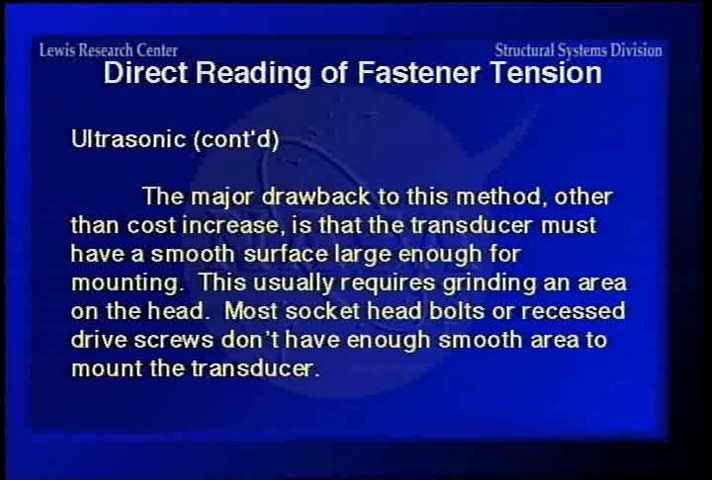 Lewis Research Center
Structural Systems Division
Direct Reading of Fastener Tension
Ultrasonic (cont'd)
The major drawback to this method, other
than cost increase, is that the transducer must
have a smooth surface large enough for
mounting. This usually requires grinding an area
on the head. Most socket head bolts or recessed
drive screws don't have enough smooth area to
mount the transducer.